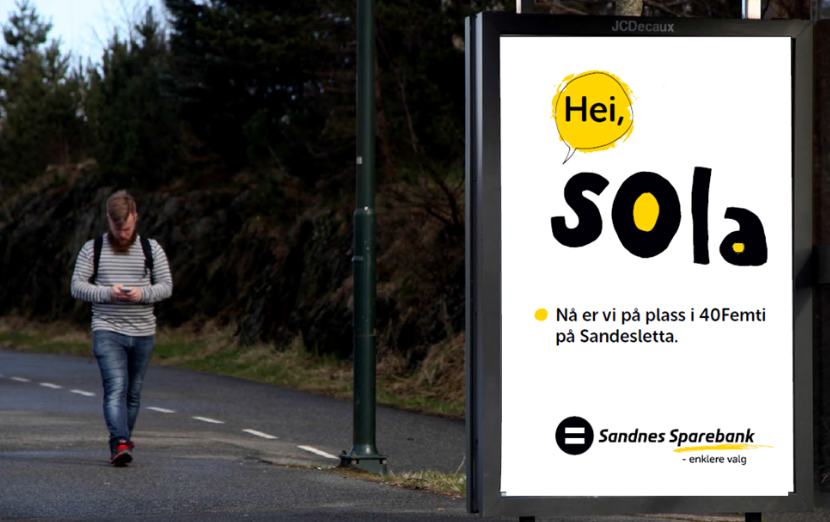 JCDecaux
Hei,
sola
Nå er vi på plass i 40Femti
på Sandesletta.
Sandnes Sparebank
- enklere valg